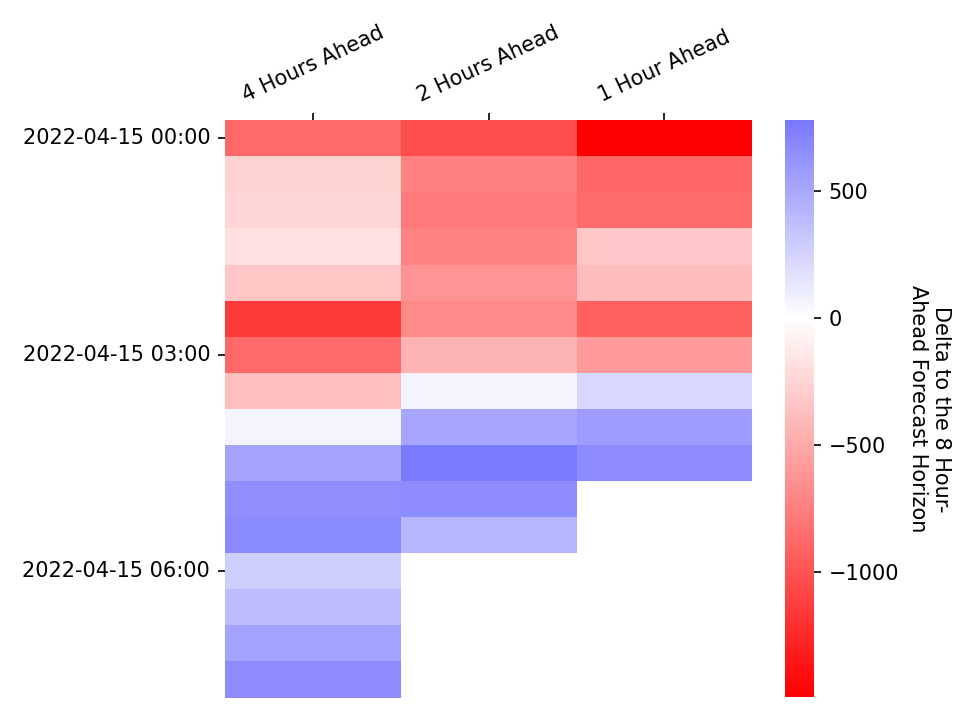 4 Hours Ahead
2 Hours Ahead
1 Hour Ahead
2022-04-15 00:00
2022-04-15 03:00
2022-04-15 06:00
500
0
−500
−1000
Delta to the 8 Hour-
Ahead Forecast Horizon